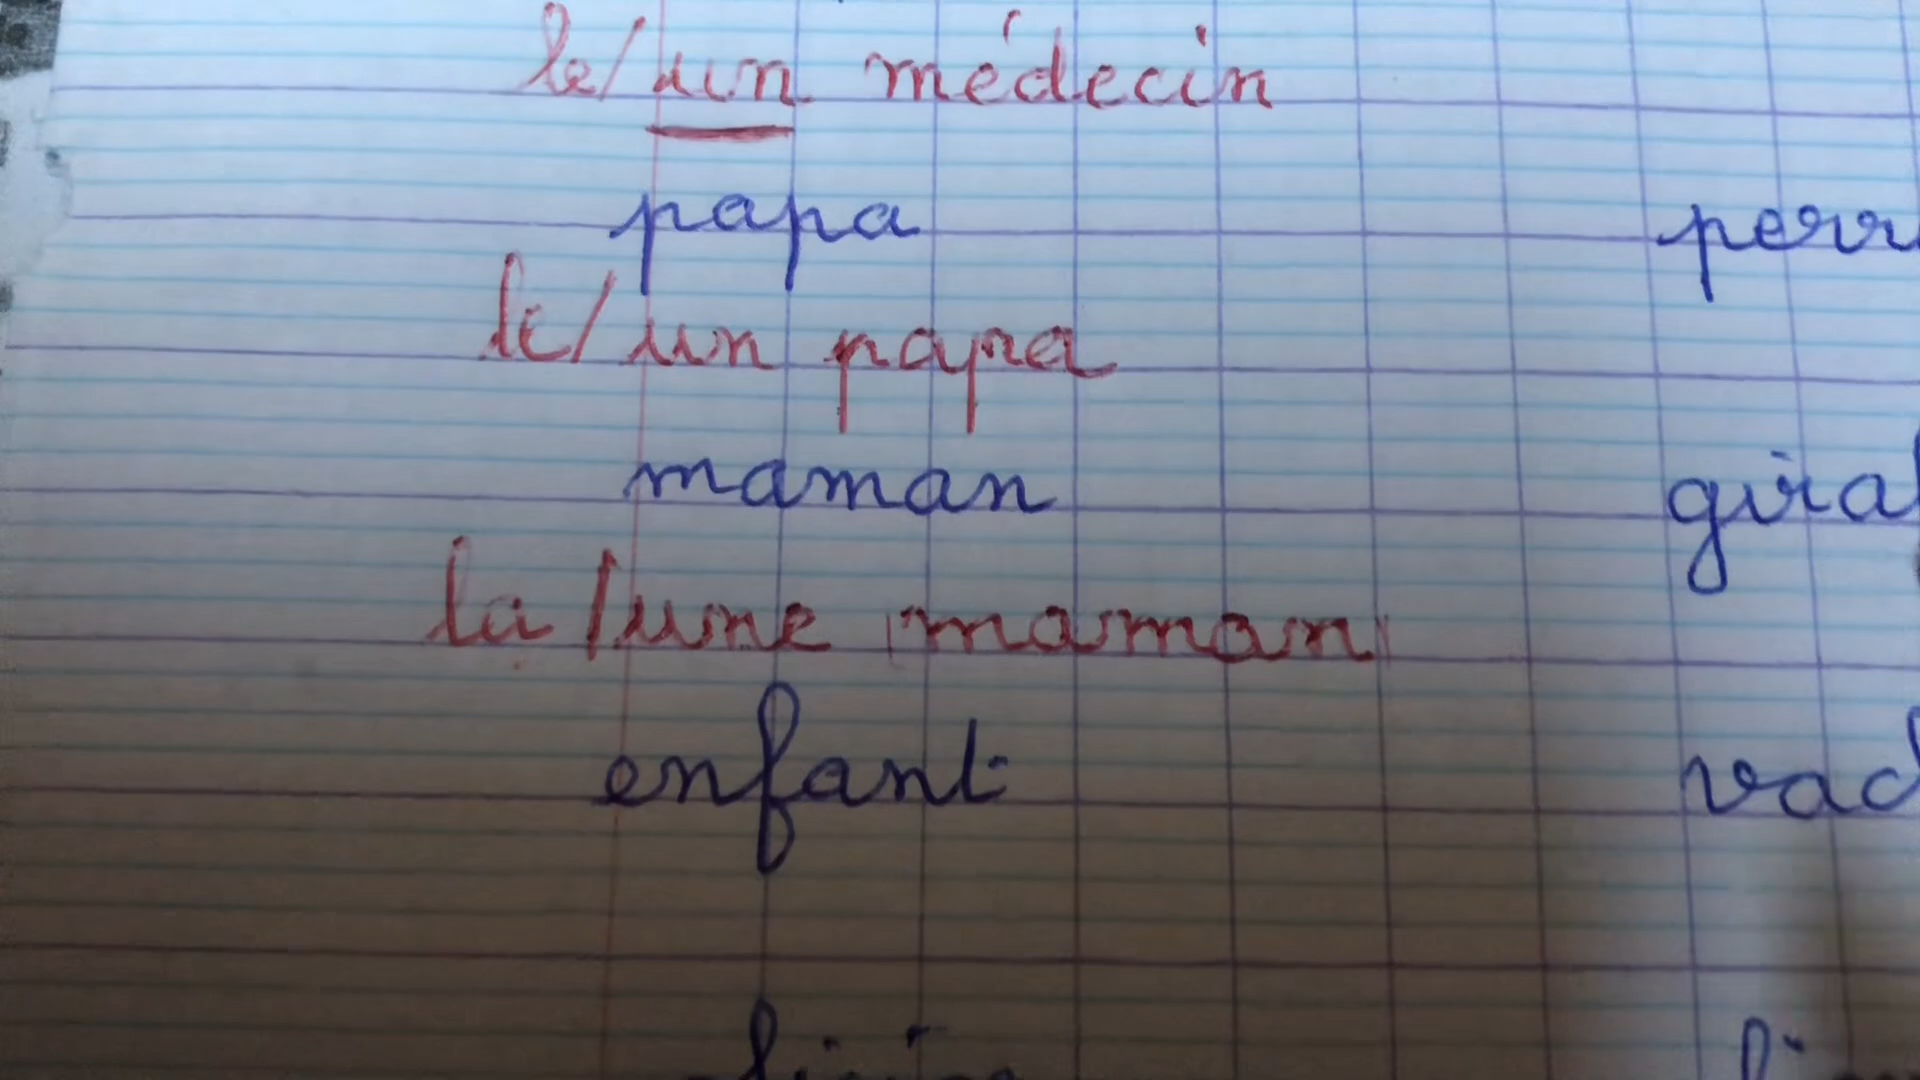 le/un médecin
papa
le/un papa
maman
la/une maman
enfant